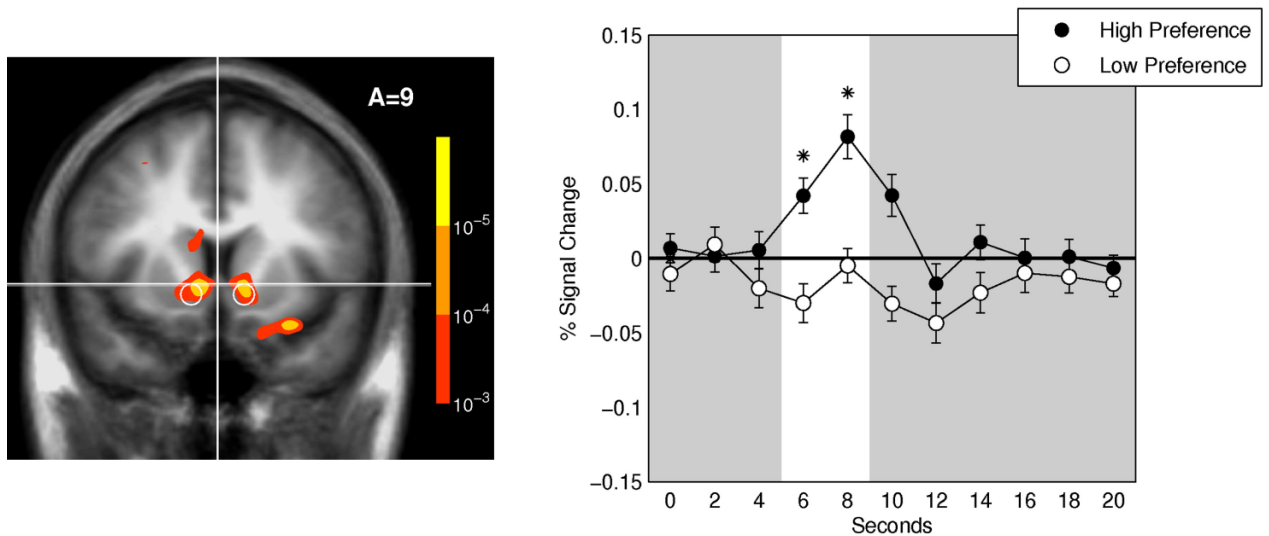 A=9
10⁻⁵
10⁻⁴
10⁻³
High Preference
Low Preference
% Signal Change
0.15
0.1
0.05
0
−0.05
−0.1
−0.15
* *
0 2 4 6 8 10 12 14 16 18 20
Seconds